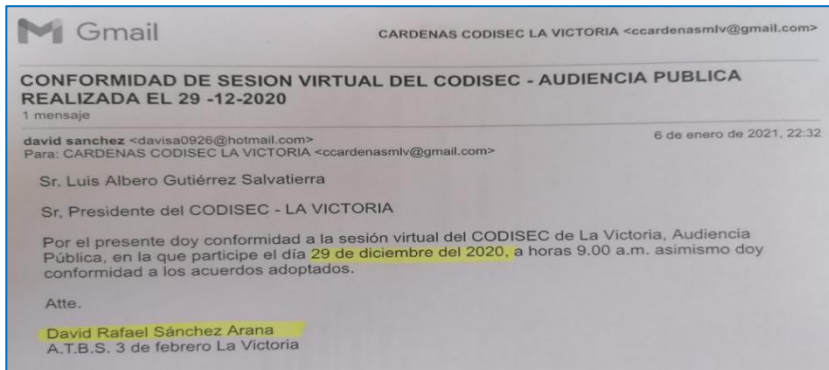 Gmail
CARDENAS CODISEC LA VICTORIA <ccardenasmlv@gmail.com>
CONFORMIDAD DE SESION VIRTUAL DEL CODISEC - AUDIENCIA PUBLICA
REALIZADA EL 29 -12-2020
1 mensaje
david sanchez <davisa0926@hotmail.com>
6 de enero de 2021, 22:32
Para: CARDENAS CODISEC LA VICTORIA <ccardenasmlv@gmail.com>
Sr. Luis Albero Gutiérrez Salvatierra
Sr, Presidente del CODISEC - LA VICTORIA
Por el presente doy conformidad a la sesión virtual del CODISEC de La Victoria, Audiencia
Pública, en la que participe el día 29 de diciembre del 2020, a horas 9.00 a.m. asimismo doy
conformidad a los acuerdos adoptados.
Atte.
David Rafael Sánchez Arana
A.T.B.S. 3 de febrero La Victoria